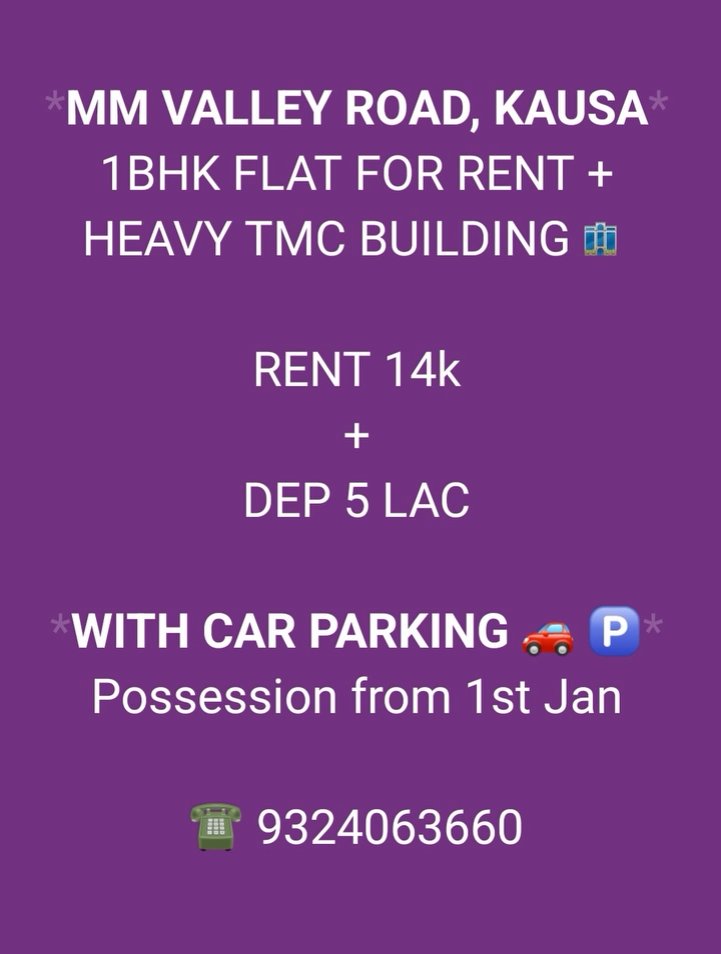 *MM VALLEY ROAD, KAUSA*
1BHK FLAT FOR RENT +
HEAVY TMC BUILDING 🏢
RENT 14k
+
DEP 5 LAC
*WITH CAR PARKING 🚗 🅿️*
Possession from 1st Jan
☎️ 9324063660